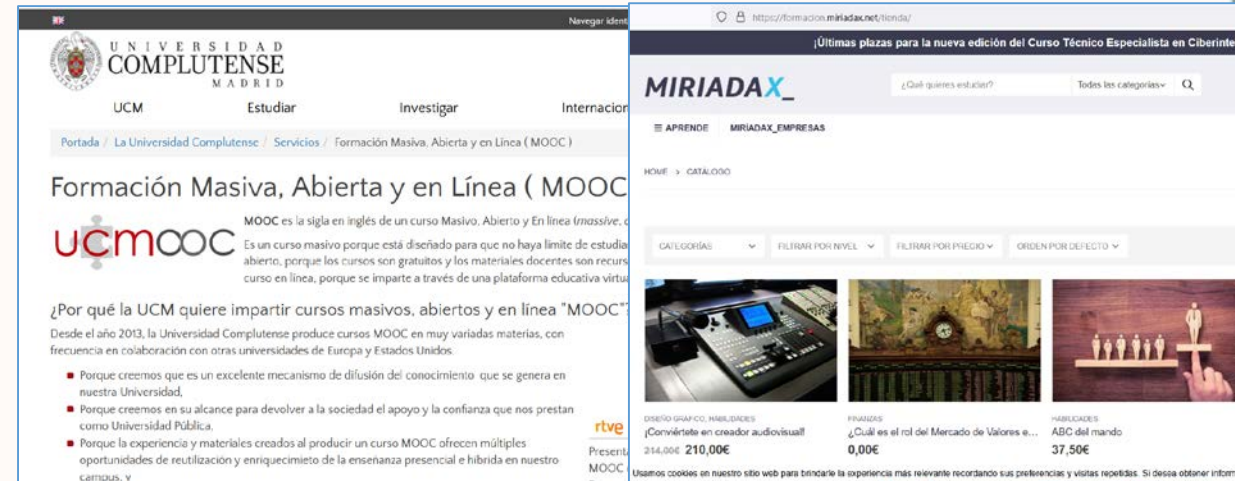 Navegar ident
UNIVERSIDAD
COMPLUTENSE
MADRID
UCM Estudiar Investigar Internacion
Portada / La Universidad Complutense / Servicios / Formación Masiva, Abierta y en Línea ( MOOC )
Formación Masiva, Abierta y en Línea ( MOOC
ucmooc
MOOC es la sigla en inglés de un curso Masivo, Abierto y En línea (massive, o
Es un curso masivo porque está diseñado para que no haya límite de estudia
abierto, porque los cursos son gratuitos y los materiales docentes son recurs
curso en línea, porque se imparte a través de una plataforma educativa virtua
¿Por qué la UCM quiere impartir cursos masivos, abiertos y en línea "MOOC"?
Desde el año 2013, la Universidad Complutense produce cursos MOOC en muy variadas materias, con
frecuencia en colaboración con otras universidades de Europa y Estados Unidos.
Porque creemos que es un excelente mecanismo de difusión del conocimiento que se genera en
nuestra Universidad,
Porque creemos en su alcance para devolver a la sociedad el apoyo y la confianza que nos prestan
como Universidad Pública.
Porque la experiencia y materiales creados al producir un curso MOOC ofrecen múltiples
oportunidades de reutilización y enriquecimieto de la enseñanza presencial e híbrida en nuestro
campus, y
rtve
Presenta
MOOC
https://formacion.miriadax.net/tienda/
¡Últimas plazas para la nueva edición del Curso Técnico Especialista en Ciberinte
MIRIADAX_
¿Qué quieres estudiar? Todas las categorías
APRENDE MIRÍADAX_EMPRESAS
HOME > CATÁLOGO
CATEGORÍAS FILTRAR POR NIVEL FILTRAR POR PRECIO ORDEN POR DEFECTO
DISEÑO GRÁFICO, HABILIDADES
¡Conviértete en creador audiovisual!
214,00€ 210,00€
FINANZAS
¿Cuál es el rol del Mercado de Valores e...
0,00€
HABILIDADES
ABC del mando
37,50€
Usamos cookies en nuestro sitio web para brindarle la experiencia más relevante recordando sus preferencias y visitas repetidas. Si desea obtener inform